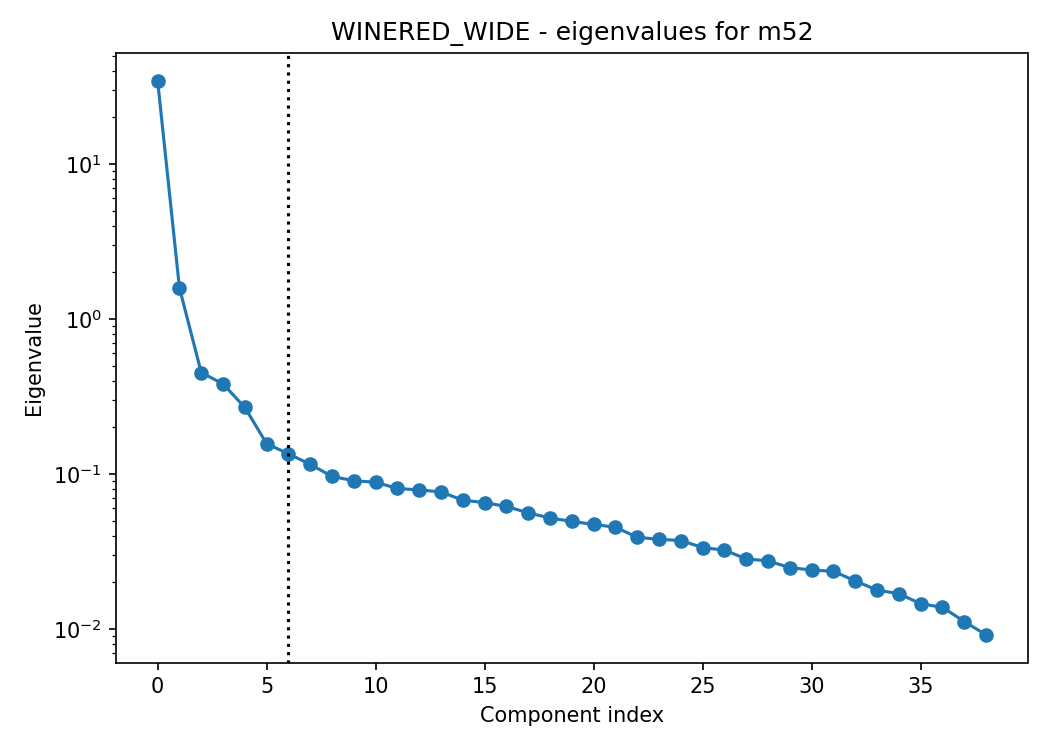 WINERED_WIDE - eigenvalues for m52
Eigenvalue
10¹
10⁰
10⁻¹
10⁻²
0 5 10 15 20 25 30 35
Component index